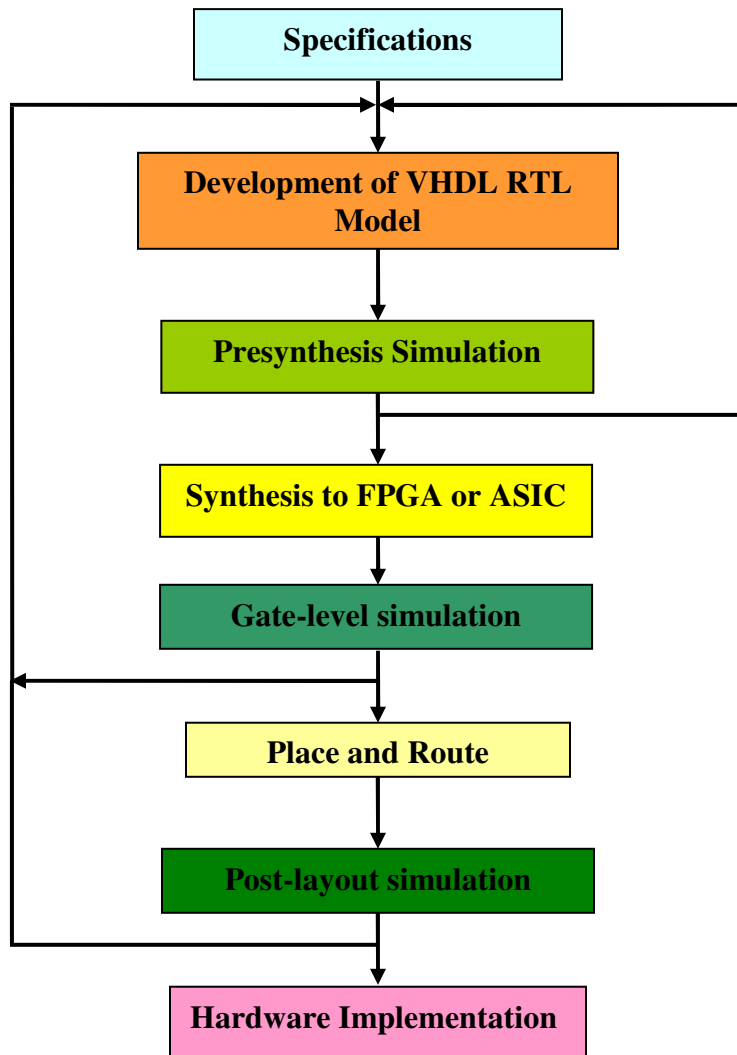 Specifications
Development of VHDL RTL
Model
Presynthesis Simulation
Synthesis to FPGA or ASIC
Gate-level simulation
Place and Route
Post-layout simulation
Hardware Implementation